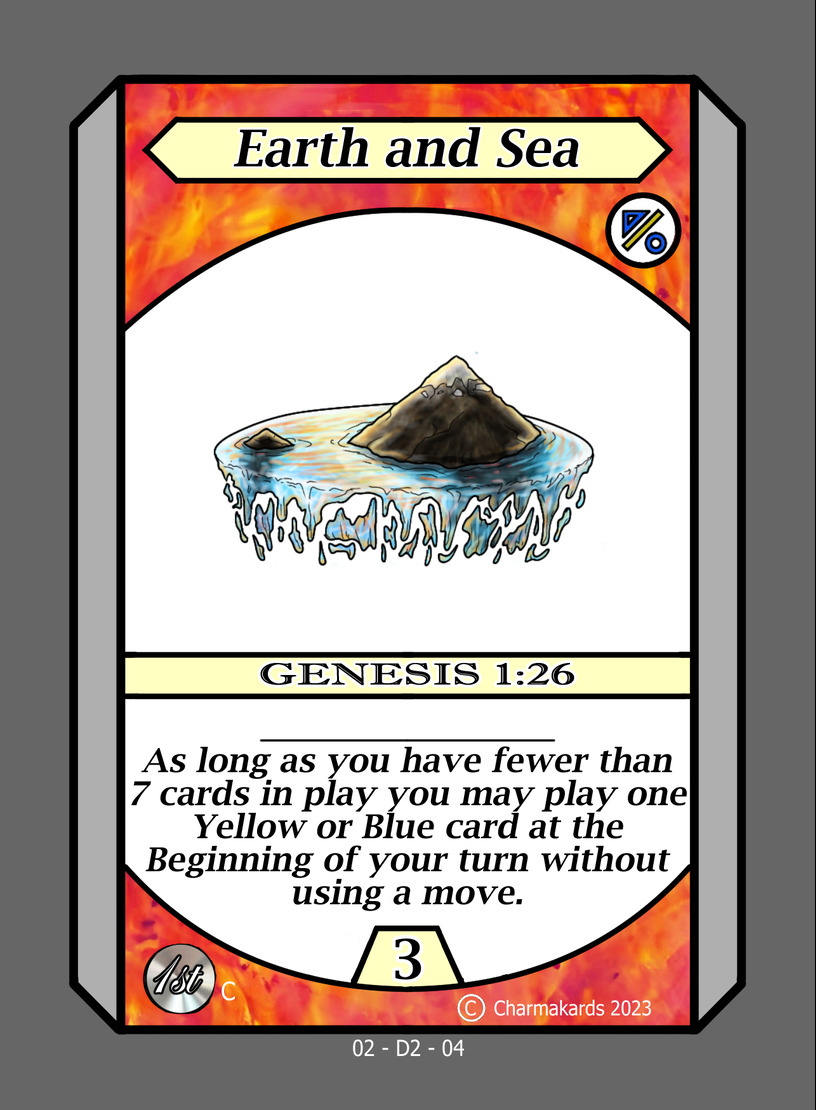 Earth and Sea
GENESIS 1:26
As long as you have fewer than
7 cards in play you may play one
Yellow or Blue card at the
Beginning of your turn without
using a move.
3
1st C
© Charmakards 2023
02 - D2 - 04